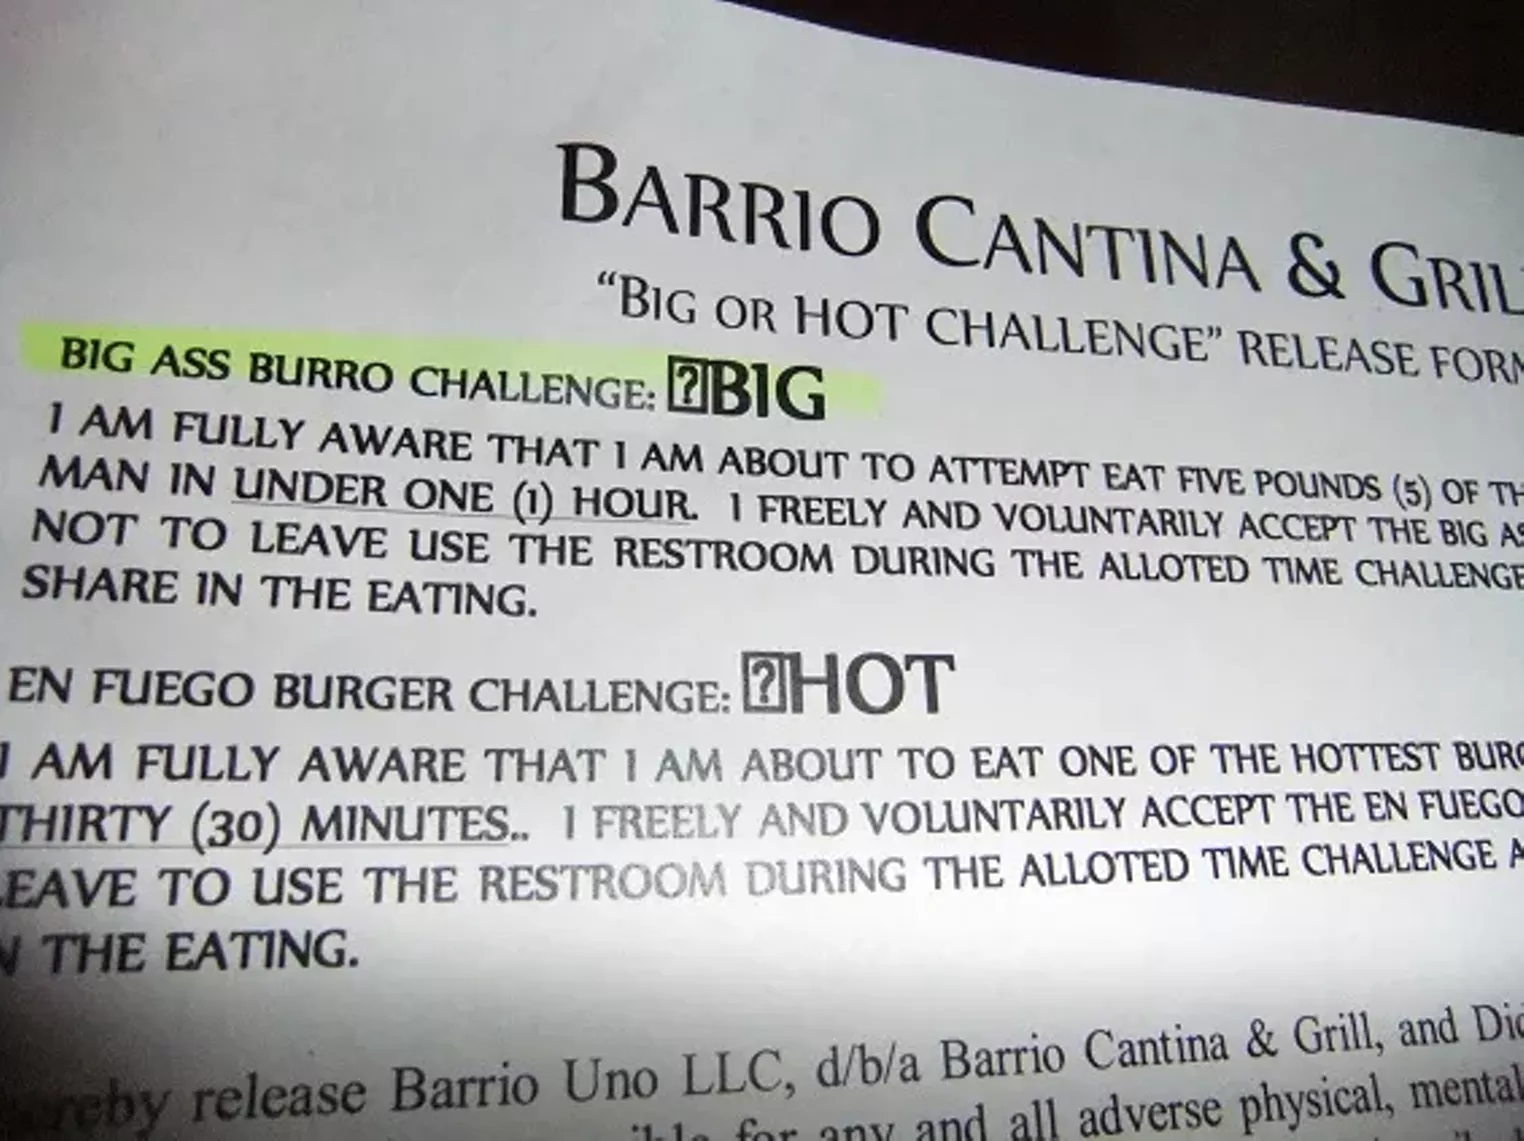 BARRIO CANTINA & GRIL
"BIG OR HOT CHALLENGE" RELEASE FORM
BIG ASS BURRO CHALLENGE: ?BIG
I AM FULLY AWARE THAT I AM ABOUT TO ATTEMPT EAT FIVE POUNDS (5) OF TH
MAN IN UNDER ONE (1) HOUR. I FREELY AND VOLUNTARILY ACCEPT THE BIG AS
NOT TO LEAVE USE THE RESTROOM DURING THE ALLOTED TIME CHALLENGE
SHARE IN THE EATING.
EN FUEGO BURGER CHALLENGE: ?HOT
I AM FULLY AWARE THAT I AM ABOUT TO EAT ONE OF THE HOTTEST BURG
THIRTY (30) MINUTES.. I FREELY AND VOLUNTARILY ACCEPT THE EN FUEGO
LEAVE TO USE THE RESTROOM DURING THE ALLOTED TIME CHALLENGE A
N THE EATING.
ereby release Barrio Uno LLC, d/b/a Barrio Cantina & Grill, and Did
for any and all adverse physical, mental